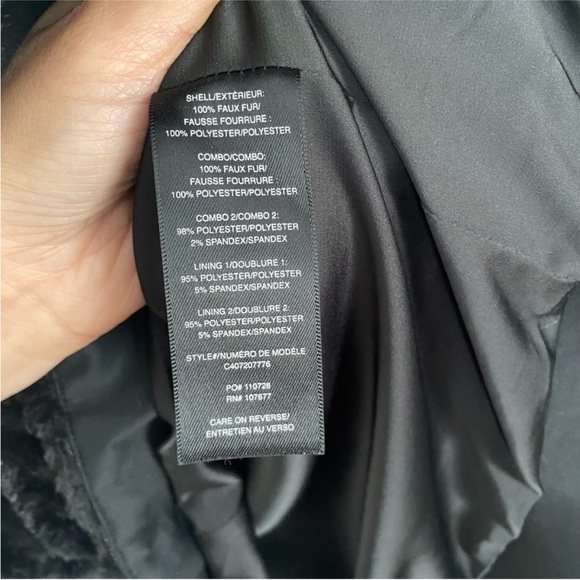 SHELL/EXTÉRIEUR:
100% FAUX FUR/
FAUSSE FOURRURE :
100% POLYESTER/POLYESTER
COMBO/COMBO:
100% FAUX FUR/
FAUSSE FOURRURE :
100% POLYESTER/POLYESTER
COMBO 2/COMBO 2:
98% POLYESTER/POLYESTER
2% SPANDEX/SPANDEX
LINING 1/DOUBLURE 1:
95% POLYESTER/POLYESTER
5% SPANDEX/SPANDEX
LINING 2/DOUBLURE 2:
95% POLYESTER/POLYESTER
5% SPANDEX/SPANDEX
STYLE#/NUMÉRO DE MODÈLE
C407207776
PO# 110728
RN# 107877
CARE ON REVERSE/
ENTRETIEN AU VERSO